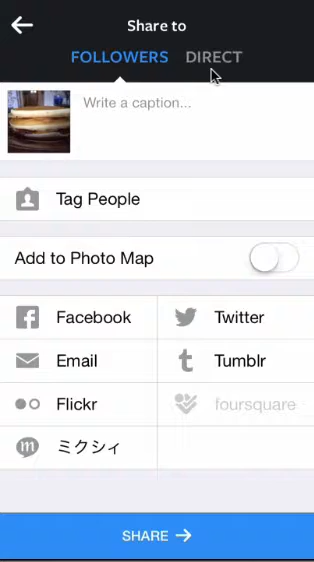 Share to
FOLLOWERS DIRECT
Write a caption...
Tag People
Add to Photo Map
Facebook Twitter
Email Tumblr
Flickr foursquare
ミクシィ
SHARE